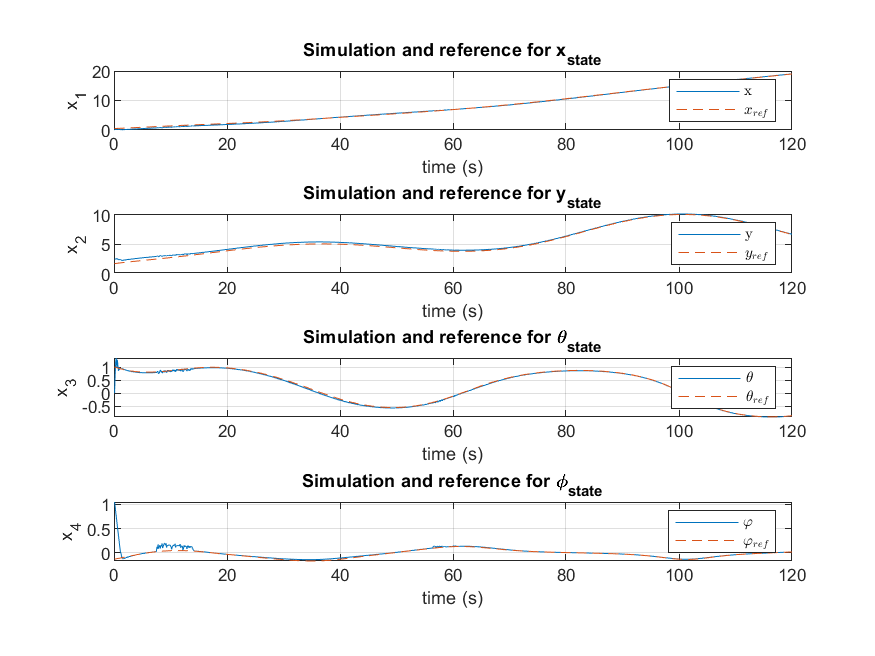 Simulation and reference for x_state
20
10
0
x_1
x
x_ref
0 20 40 60 80 100 120
time (s)
Simulation and reference for y_state
10
5
0
x_2
y
y_ref
0 20 40 60 80 100 120
time (s)
Simulation and reference for θ_state
1
0.5
0
-0.5
x_3
θ
θ_ref
0 20 40 60 80 100 120
time (s)
Simulation and reference for ϕ_state
1
0.5
0
x_4
φ
φ_ref
0 20 40 60 80 100 120
time (s)